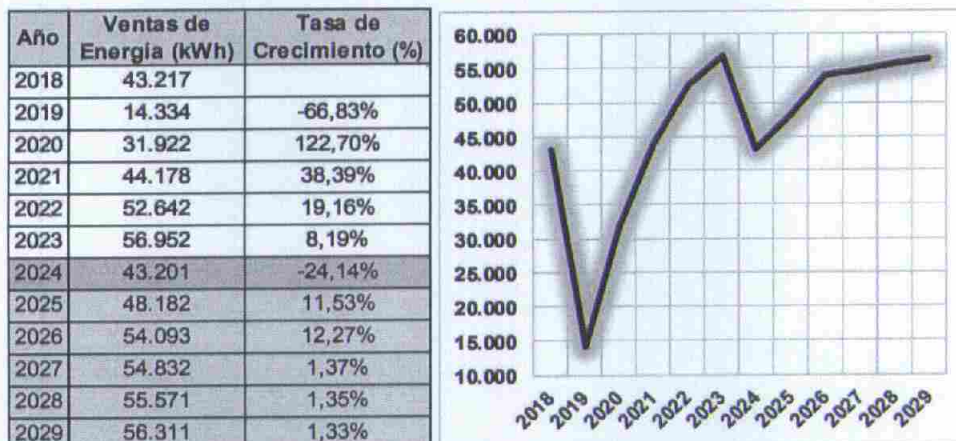 Año Ventas de Energía (kWh) Tasa de Crecimiento (%)
2018 43.217
2019 14.334 -66,83%
2020 31.922 122,70%
2021 44.178 38,39%
2022 52.642 19,16%
2023 56.952 8,19%
2024 43.201 -24,14%
2025 48.182 11,53%
2026 54.093 12,27%
2027 54.832 1,37%
2028 55.571 1,35%
2029 56.311 1,33%
60.000
55.000
50.000
45.000
40.000
35.000
30.000
25.000
20.000
15.000
10.000
2018 2019 2020 2021 2022 2023 2024 2025 2026 2027 2028 2029